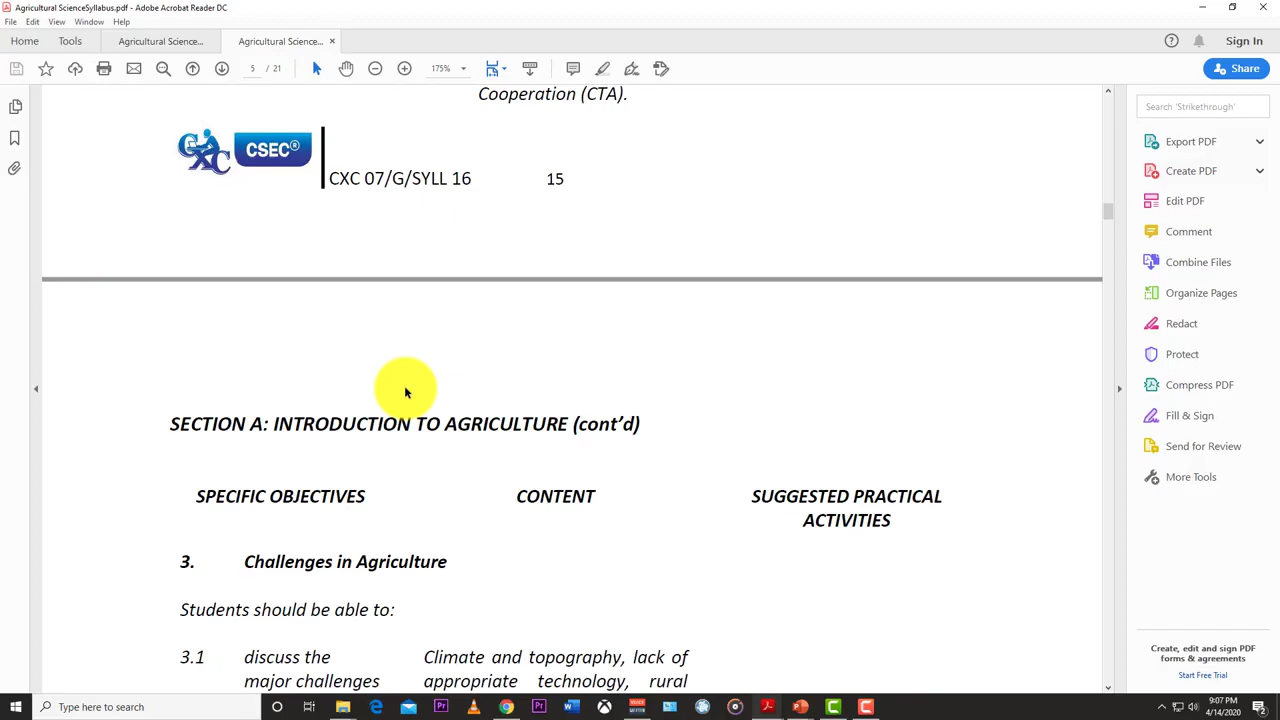 Agricultural ScienceSyllabus.pdf - Adobe Acrobat Reader DC
File Edit View Window Help
Home Tools Agricultural Science... Agricultural Science... × Sign In
5 / 21 175% Share
Cooperation (CTA).
CXC CSEC®
CXC 07/G/SYLL 16 15
SECTION A: INTRODUCTION TO AGRICULTURE (cont’d)
SPECIFIC OBJECTIVES CONTENT SUGGESTED PRACTICAL
ACTIVITIES
3. Challenges in Agriculture
Students should be able to:
3.1 discuss the Climate and topography, lack of
major challenges appropriate technology, rural
Search 'Strikethrough'
Export PDF
Create PDF
Edit PDF
Comment
Combine Files
Organize Pages
Redact
Protect
Compress PDF
Fill & Sign
Send for Review
More Tools
Create, edit and sign PDF
forms & agreements
Start Free Trial
Type here to search
9:07 PM
4/14/2020